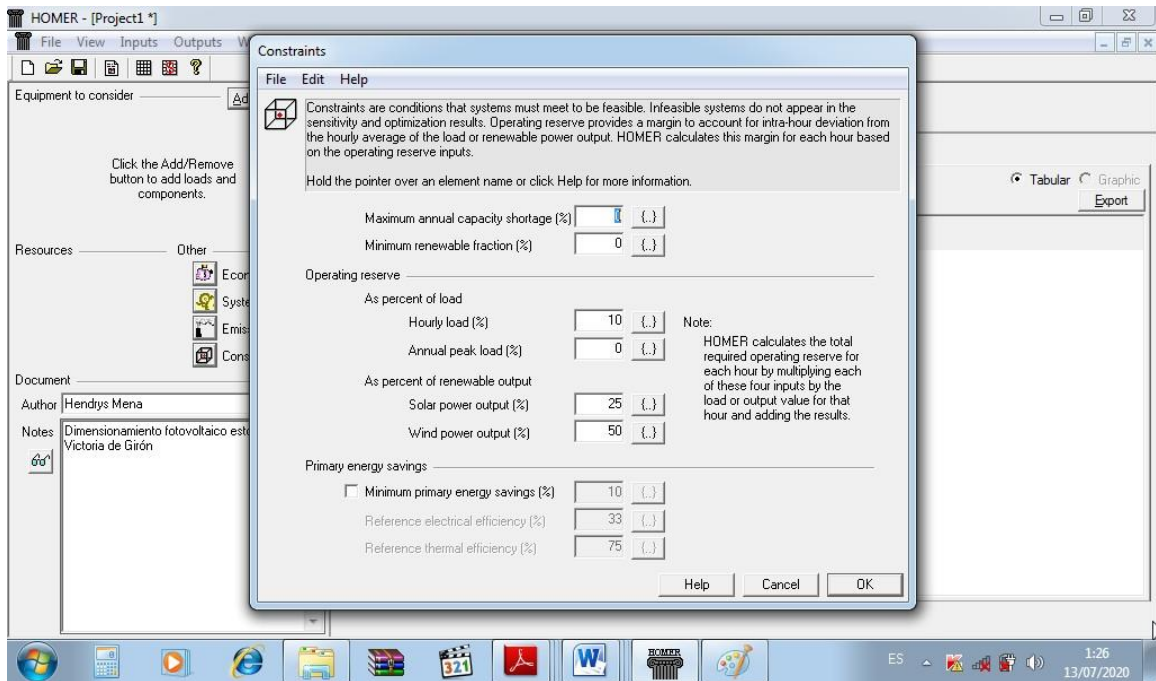 HOMER - [Project1 *]
File View Inputs Outputs W
Equipment to consider
Ad
Click the Add/Remove
button to add loads and
components.
Resources
Other
Econ
Syste
Emiss
Cons
Document
Author Hendrys Mena
Notes Dimensionamiento fotovoltaico est
Victoria de Girón
Constraints
File Edit Help
Constraints are conditions that systems must meet to be feasible. Infeasible systems do not appear in the
sensitivity and optimization results. Operating reserve provides a margin to account for intra-hour deviation from
the hourly average of the load or renewable power output. HOMER calculates this margin for each hour based
on the operating reserve inputs.
Hold the pointer over an element name or click Help for more information.
Maximum annual capacity shortage (%) {..}
Minimum renewable fraction (%) 0 {..}
Operating reserve
As percent of load
Hourly load (%) 10 {..}
Annual peak load (%) 0 {..}
As percent of renewable output
Solar power output (%) 25 {..}
Wind power output (%) 50 {..}
Note:
HOMER calculates the total
required operating reserve for
each hour by multiplying each
of these four inputs by the
load or output value for that
hour and adding the results.
Primary energy savings
Minimum primary energy savings (%) 10 {..}
Reference electrical efficiency (%) 33 {..}
Reference thermal efficiency (%) 75 {..}
Help Cancel OK
Tabular Graphic
Export
321
W
HOMER
ES
1:26
13/07/2020